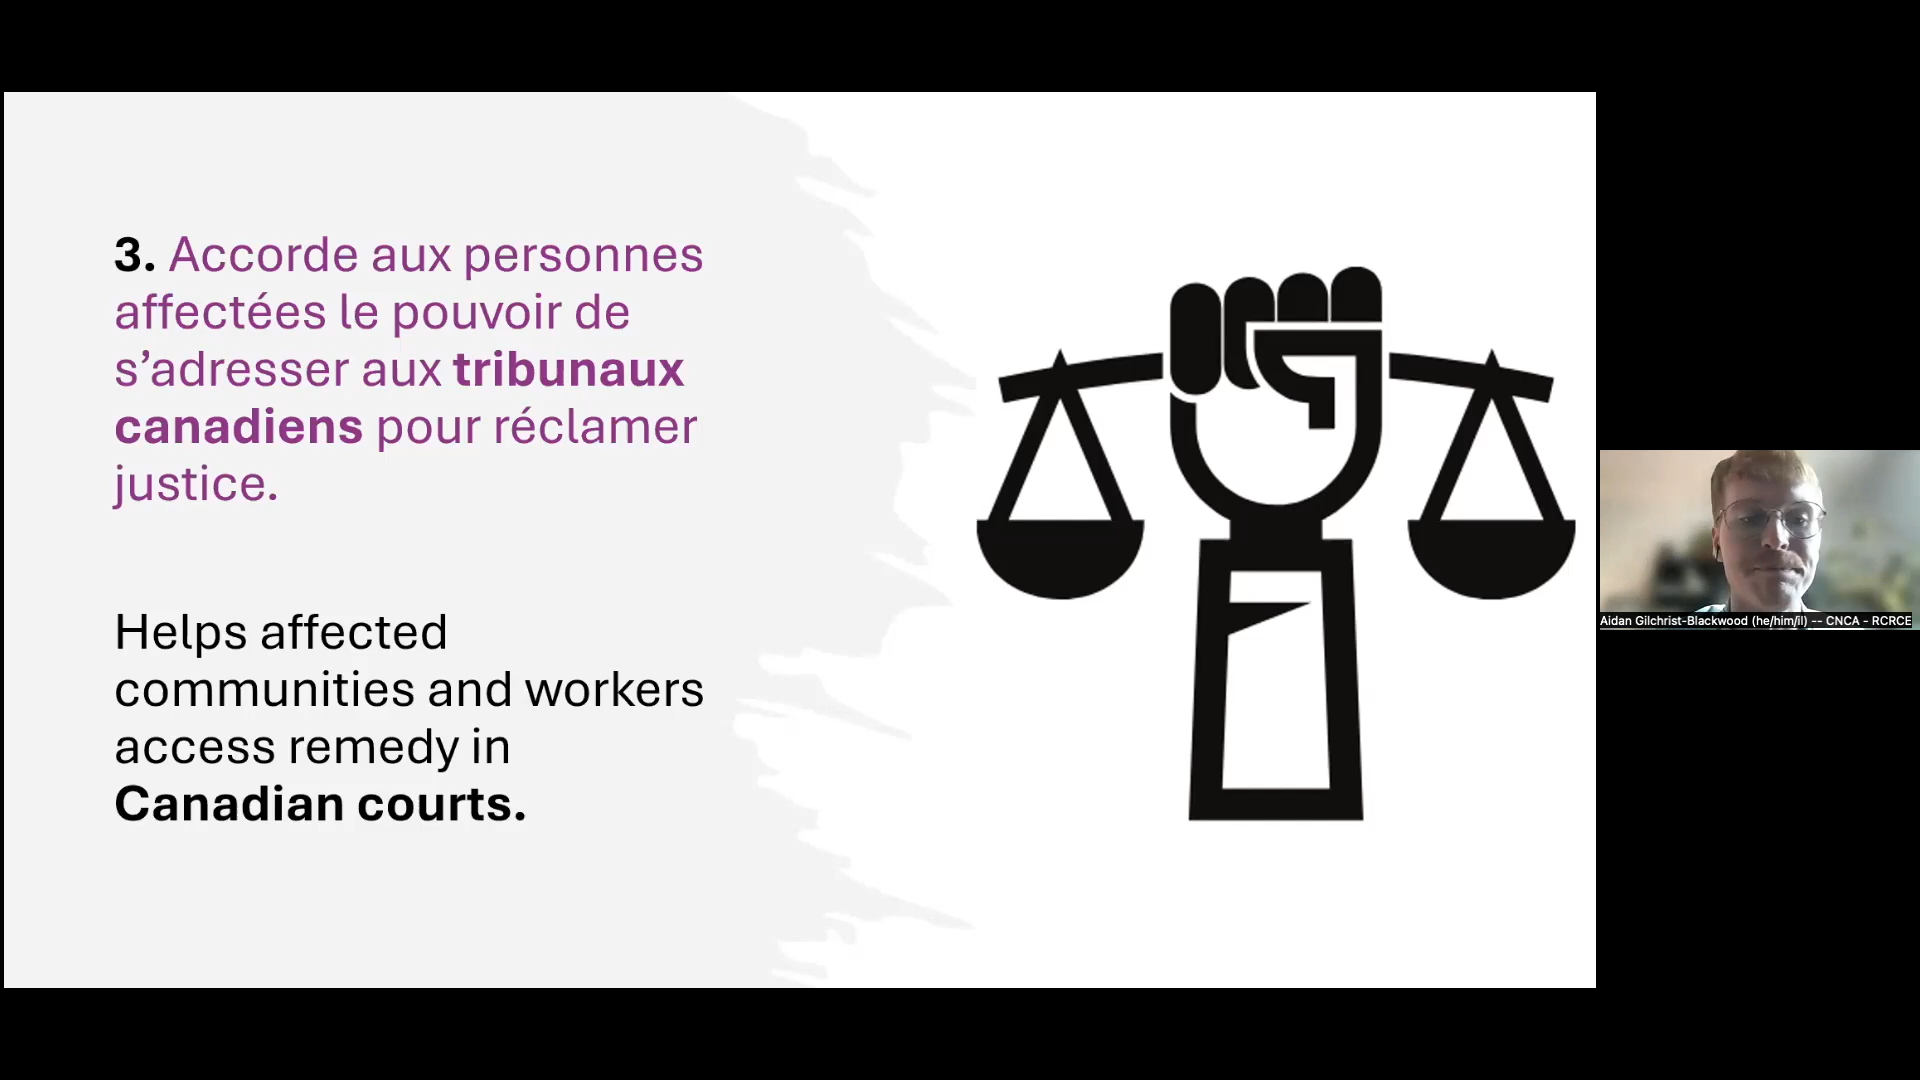 3. Accorde aux personnes
affectées le pouvoir de
s’adresser aux tribunaux
canadiens pour réclamer
justice.
Helps affected
communities and workers
access remedy in
Canadian courts.
Aidan Gilchrist-Blackwood (he/him/il) -- CNCA - RCRCE